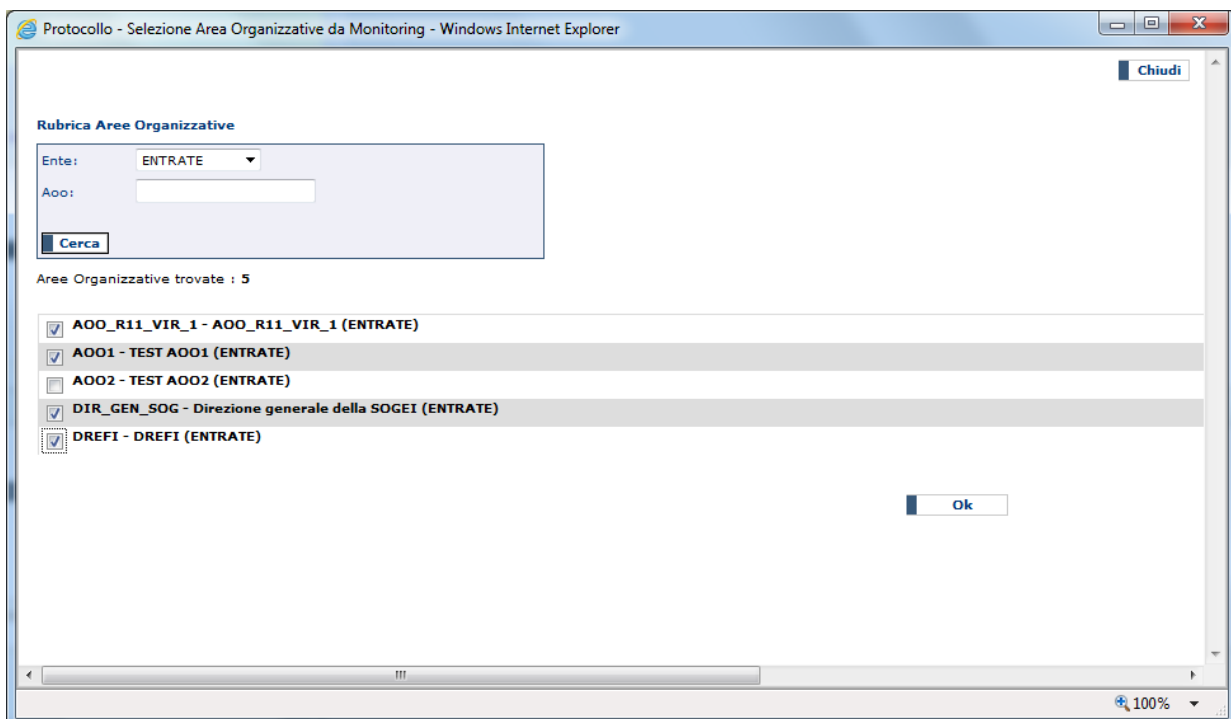 Protocollo - Selezione Area Organizzative da Monitoring - Windows Internet Explorer
Chiudi
Rubrica Aree Organizzative
Ente: ENTRATE
Aoo:
Cerca
Aree Organizzative trovate : 5
AOO_R11_VIR_1 - AOO_R11_VIR_1 (ENTRATE)
AOO1 - TEST AOO1 (ENTRATE)
AOO2 - TEST AOO2 (ENTRATE)
DIR_GEN_SOG - Direzione generale della SOGEI (ENTRATE)
DREFI - DREFI (ENTRATE)
Ok
100%